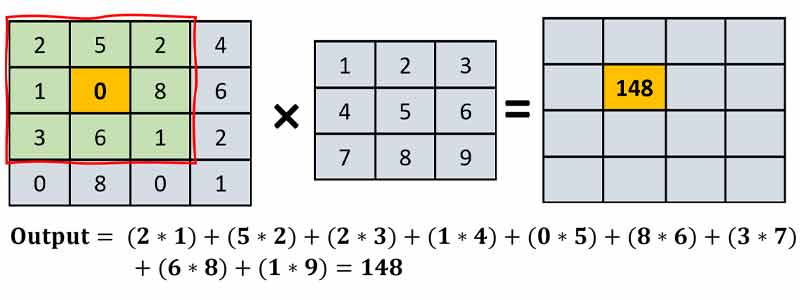 2 5 2 4
1 0 8 6
3 6 1 2
0 8 0 1
×
1 2 3
4 5 6
7 8 9
=
148
Output = (2 * 1) + (5 * 2) + (2 * 3) + (1 * 4) + (0 * 5) + (8 * 6) + (3 * 7)
+ (6 * 8) + (1 * 9) = 148